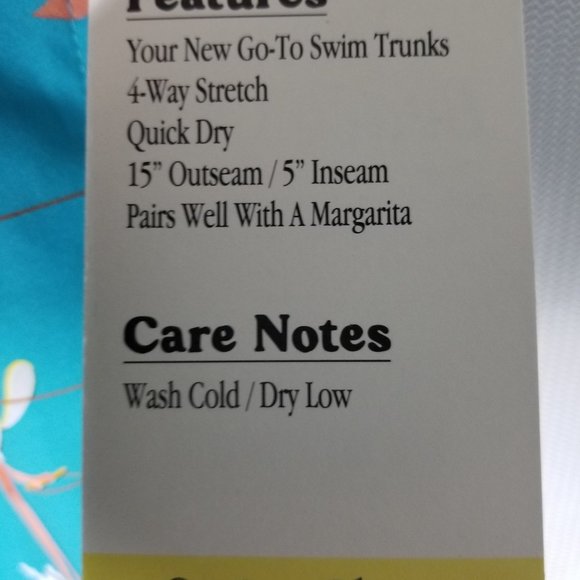 Features
Your New Go-To Swim Trunks
4-Way Stretch
Quick Dry
15” Outseam / 5” Inseam
Pairs Well With A Margarita
Care Notes
Wash Cold / Dry Low